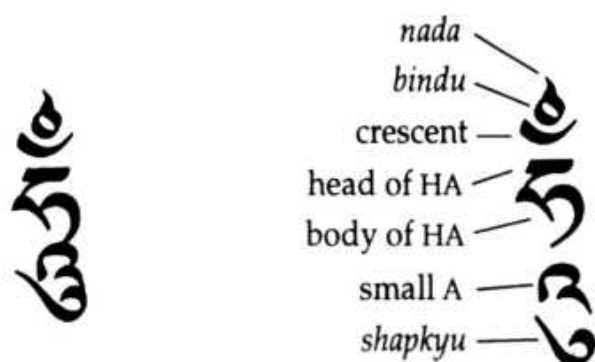 ཧཱུྃ
nada
bindu
crescent
head of HA
body of HA
small A
shapkyu